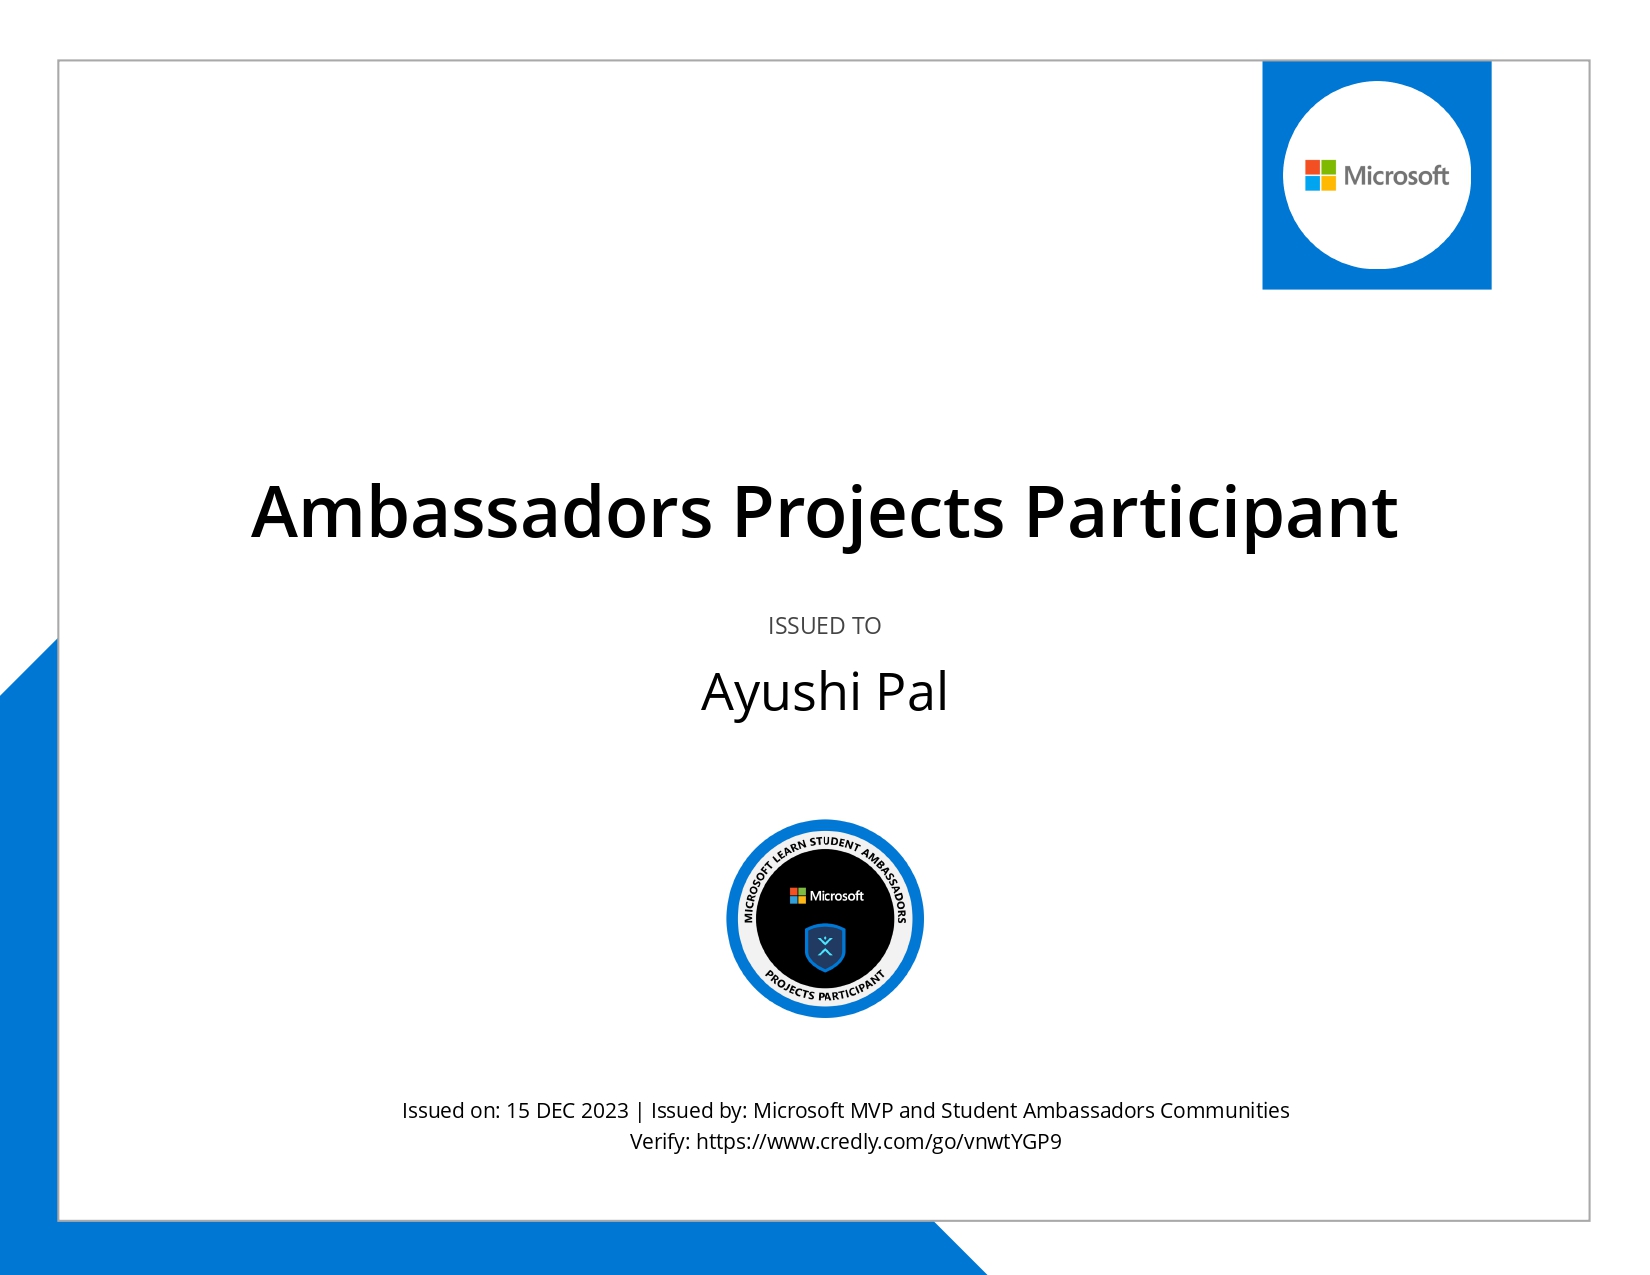 Microsoft
Ambassadors Projects Participant
ISSUED TO
Ayushi Pal
MICROSOFT LEARN STUDENT AMBASSADORS
Microsoft
PROJECTS PARTICIPANT
Issued on: 15 DEC 2023 | Issued by: Microsoft MVP and Student Ambassadors Communities
Verify: https://www.credly.com/go/vnwtYGP9